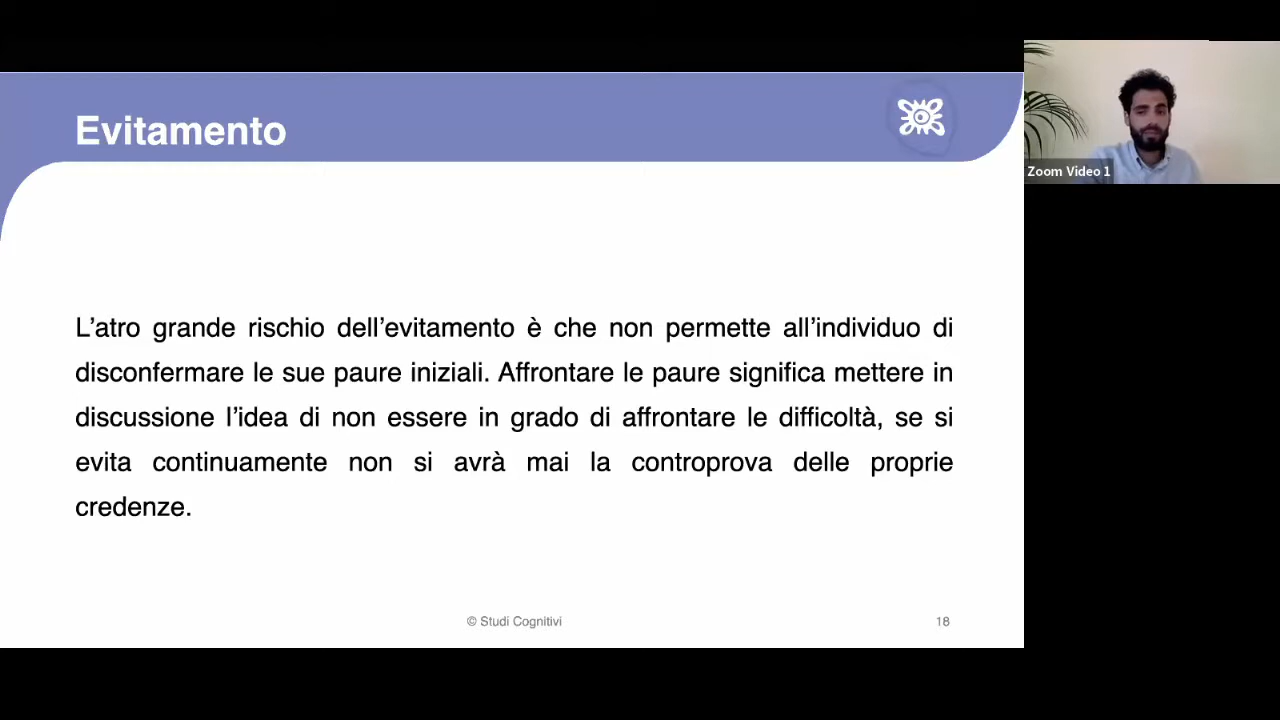 Evitamento
Zoom Video 1
L'atro grande rischio dell'evitamento è che non permette all'individuo di
disconfermare le sue paure iniziali. Affrontare le paure significa mettere in
discussione l'idea di non essere in grado di affrontare le difficoltà, se si
evita continuamente non si avrà mai la controprova delle proprie
credenze.
© Studi Cognitivi
18